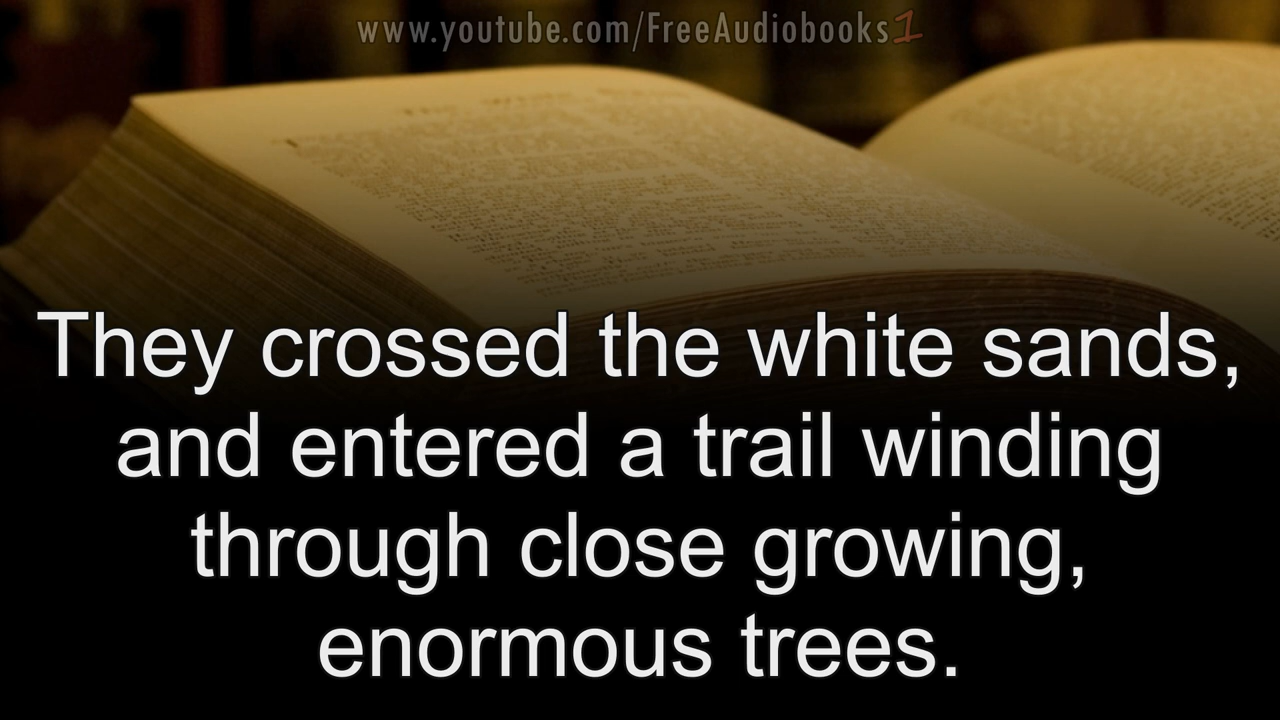 www.youtube.com/FreeAudiobooks1
They crossed the white sands,
and entered a trail winding
through close growing,
enormous trees.